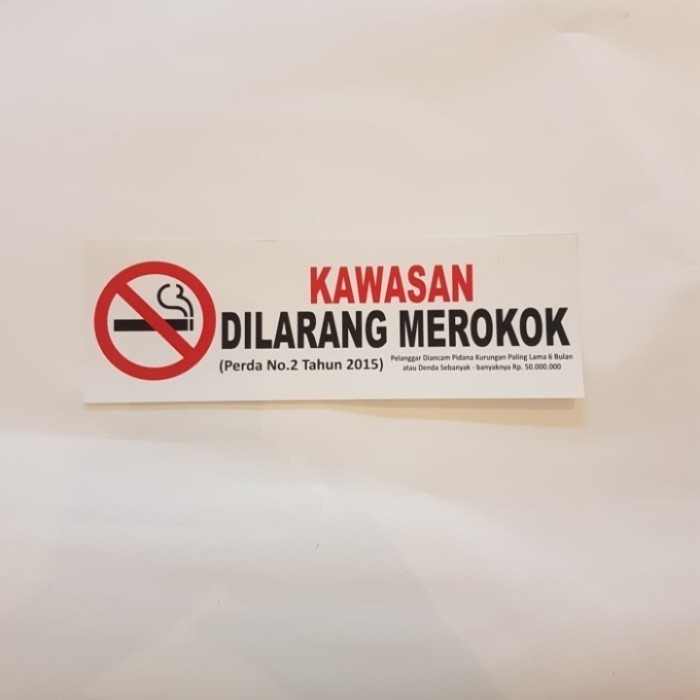 KAWASAN
DILARANG MEROKOK
(Perda No.2 Tahun 2015)
Pelanggar Diancam Pidana Kurungan Paling Lama 6 Bulan
atau Denda Sebanyak - banyaknya Rp. 50.000.000